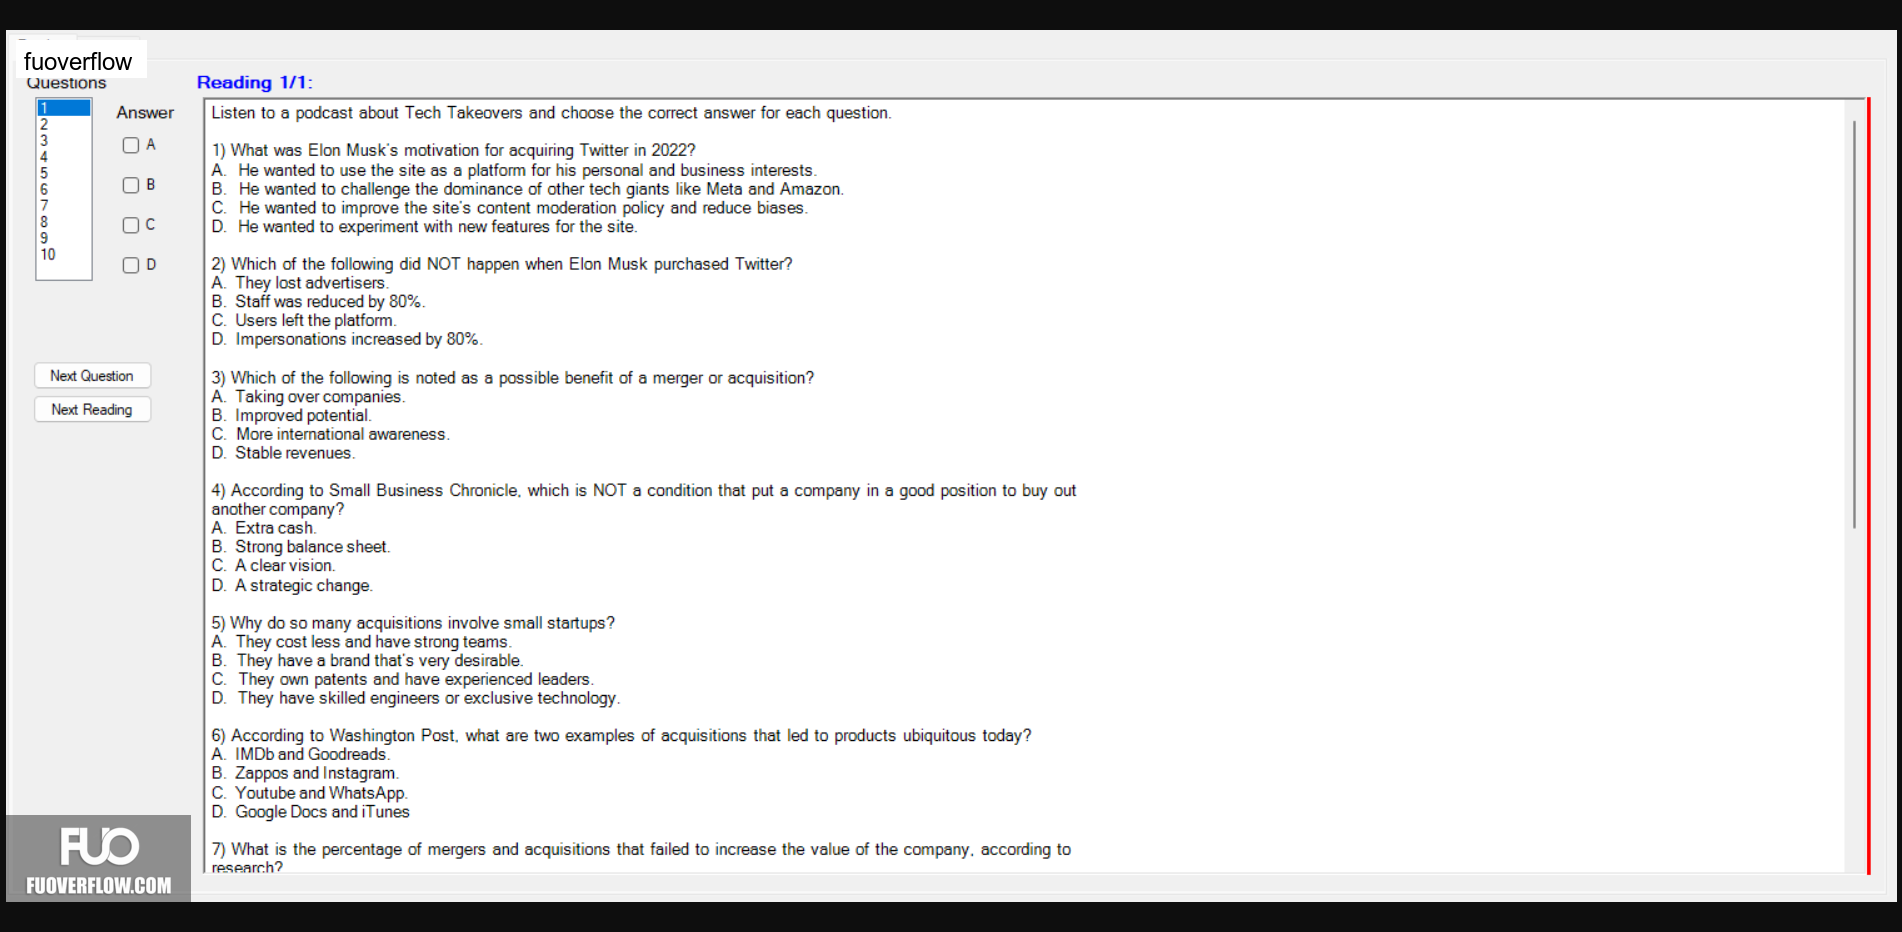 fuoverflow
Questions
Reading 1/1:
1
2
3
4
5
6
7
8
9
10
Answer
A
B
C
D
Next Question
Next Reading
Listen to a podcast about Tech Takeovers and choose the correct answer for each question.
1) What was Elon Musk's motivation for acquiring Twitter in 2022?
A. He wanted to use the site as a platform for his personal and business interests.
B. He wanted to challenge the dominance of other tech giants like Meta and Amazon.
C. He wanted to improve the site's content moderation policy and reduce biases.
D. He wanted to experiment with new features for the site.
2) Which of the following did NOT happen when Elon Musk purchased Twitter?
A. They lost advertisers.
B. Staff was reduced by 80%.
C. Users left the platform.
D. Impersonations increased by 80%.
3) Which of the following is noted as a possible benefit of a merger or acquisition?
A. Taking over companies.
B. Improved potential.
C. More international awareness.
D. Stable revenues.
4) According to Small Business Chronicle, which is NOT a condition that put a company in a good position to buy out
another company?
A. Extra cash.
B. Strong balance sheet.
C. A clear vision.
D. A strategic change.
5) Why do so many acquisitions involve small startups?
A. They cost less and have strong teams.
B. They have a brand that's very desirable.
C. They own patents and have experienced leaders.
D. They have skilled engineers or exclusive technology.
6) According to Washington Post, what are two examples of acquisitions that led to products ubiquitous today?
A. IMDb and Goodreads.
B. Zappos and Instagram.
C. Youtube and WhatsApp.
D. Google Docs and iTunes
7) What is the percentage of mergers and acquisitions that failed to increase the value of the company, according to
research?
FUO
FUOVERFLOW.COM